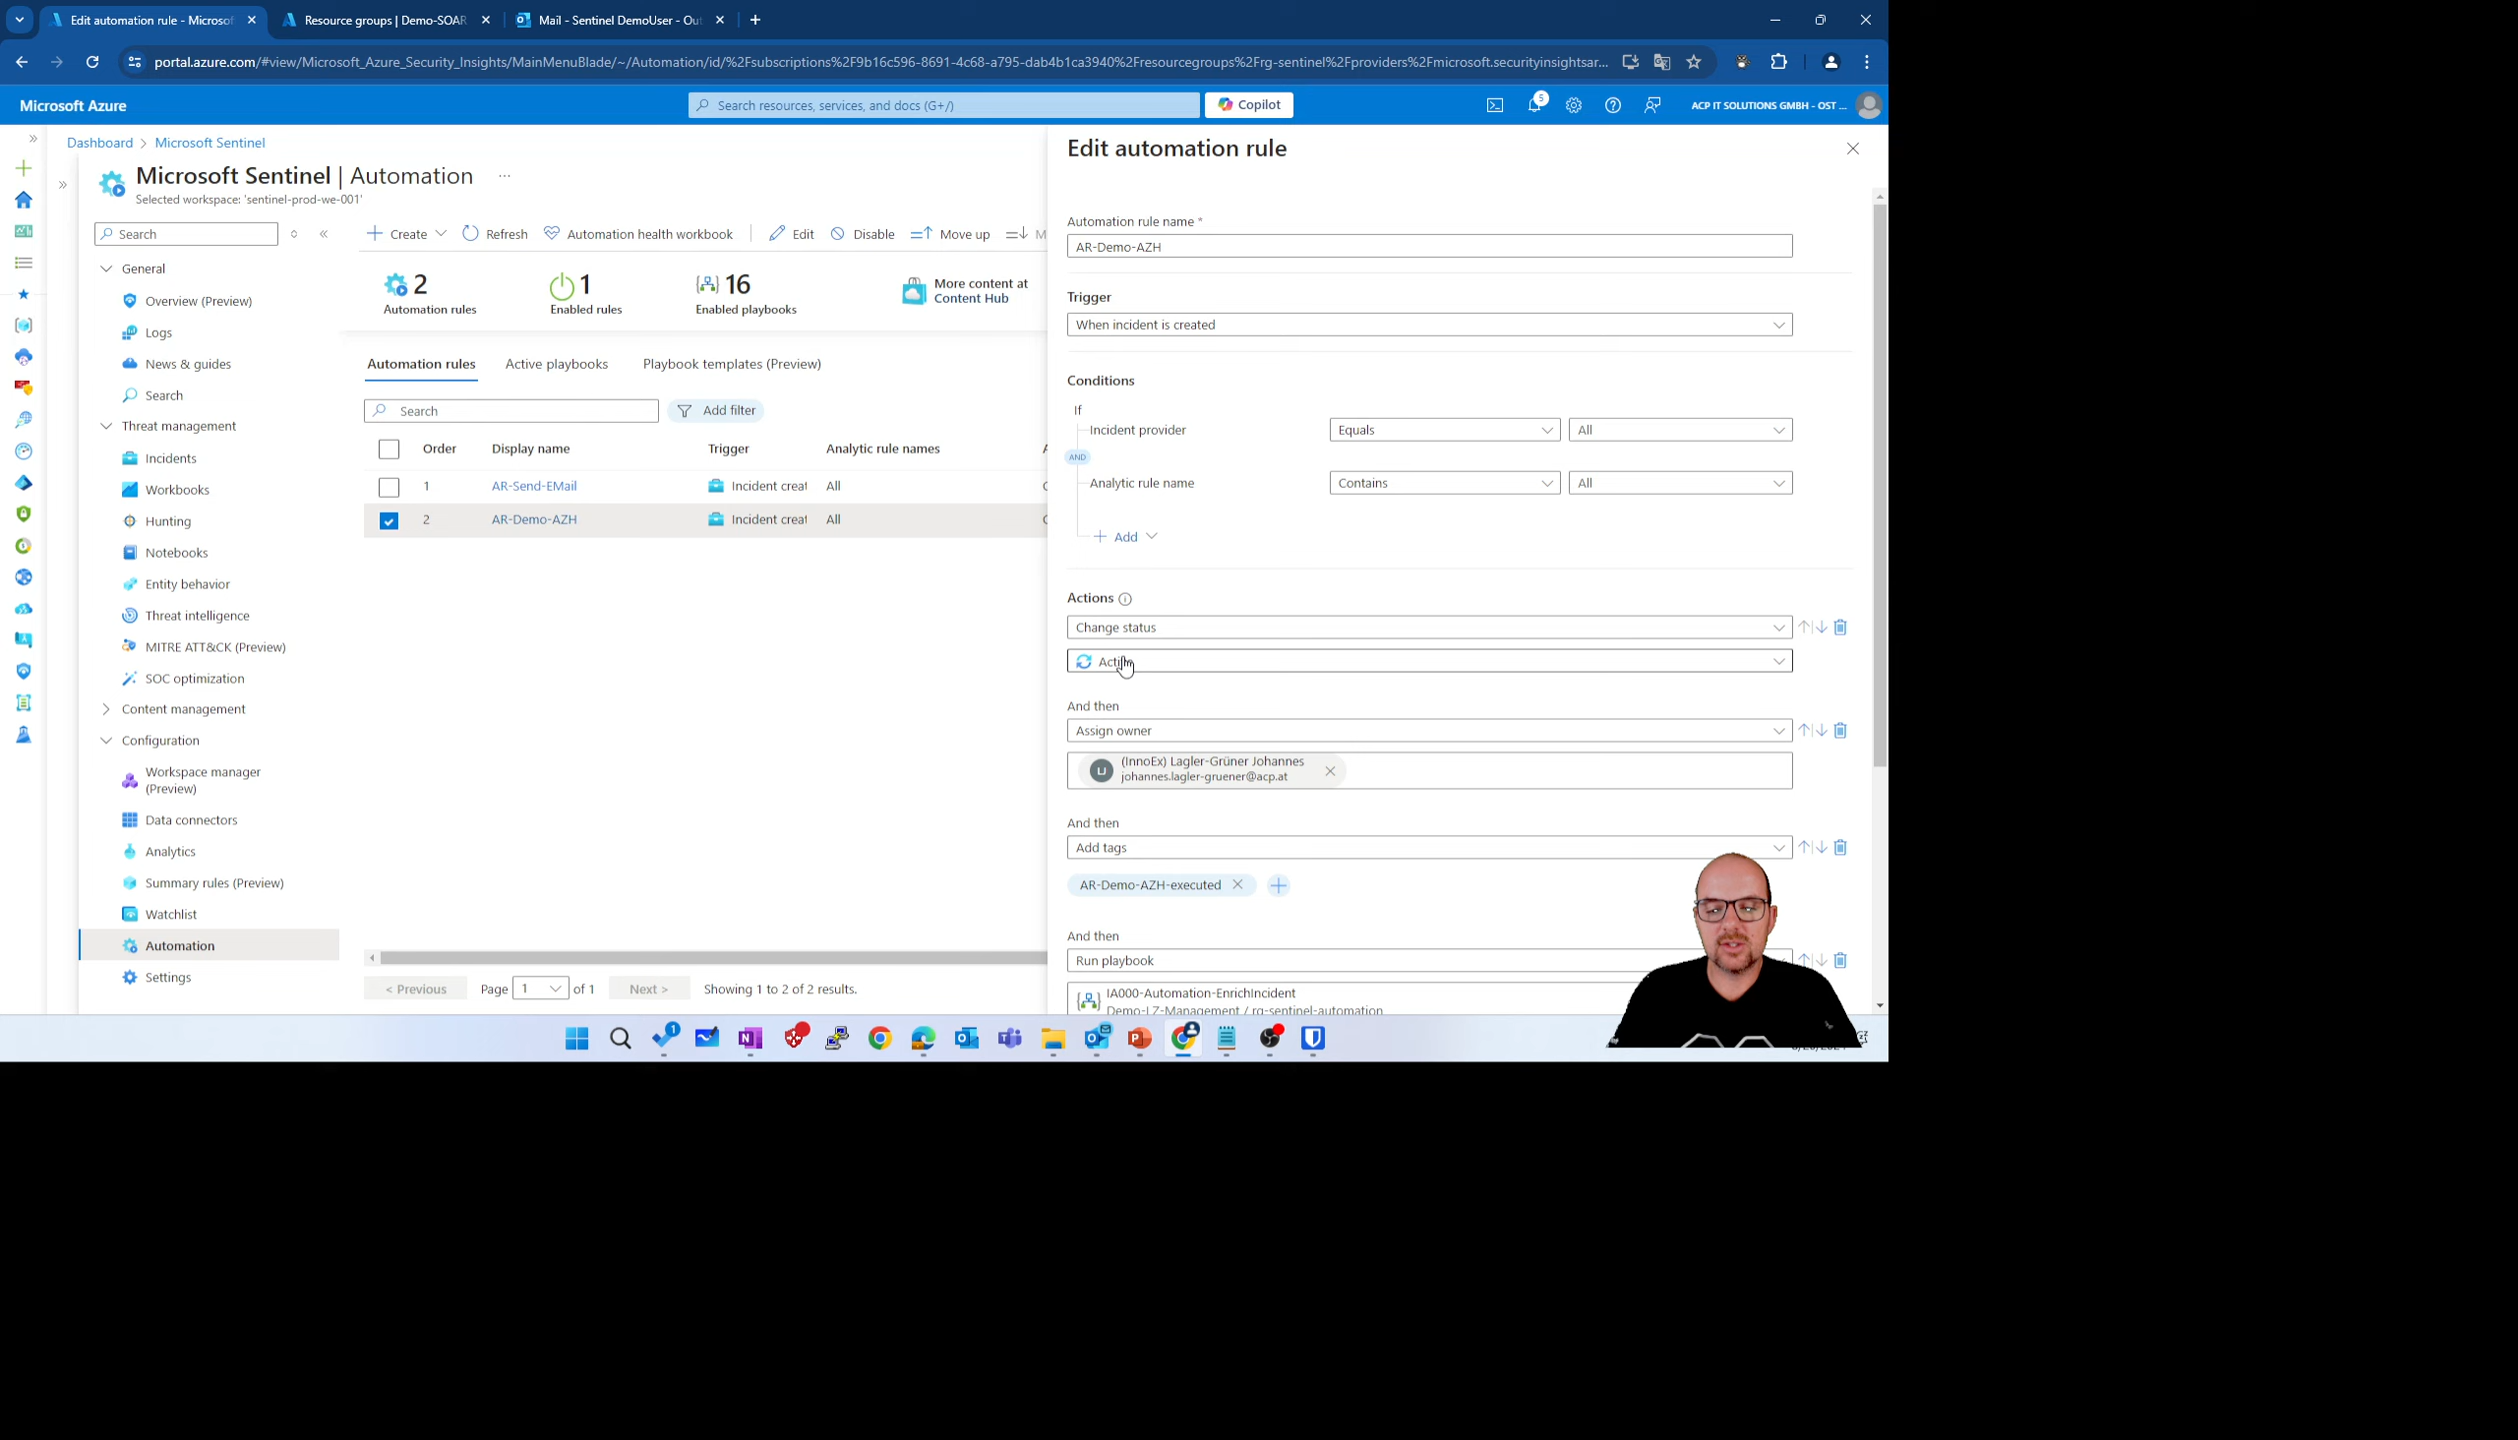 Edit automation rule - Microsof
Resource groups | Demo-SOAR
Mail - Sentinel DemoUser - Out
portal.azure.com/#view/Microsoft_Azure_Security_Insights/MainMenuBlade/~/Automation/id/%2Fsubscriptions%2F9b16c596-8691-4c68-a795-dab4b1ca3940%2Fresourcegroups%2Frg-sentinel%2Fproviders%2Fmicrosoft.securityinsightsar...
Microsoft Azure
Search resources, services, and docs (G+/)
Copilot
5
ACP IT SOLUTIONS GMBH - OST ...
Dashboard > Microsoft Sentinel
Microsoft Sentinel | Automation ...
Selected workspace: 'sentinel-prod-we-001'
Search
General
Overview (Preview)
Logs
News & guides
Search
Threat management
Incidents
Workbooks
Hunting
Notebooks
Entity behavior
Threat intelligence
MITRE ATT&CK (Preview)
SOC optimization
Content management
Configuration
Workspace manager
(Preview)
Data connectors
Analytics
Summary rules (Preview)
Watchlist
Automation
Settings
Create Refresh Automation health workbook Edit Disable Move up M
2
Automation rules
1
Enabled rules
16
Enabled playbooks
More content at
Content Hub
Automation rules Active playbooks Playbook templates (Preview)
Search Add filter
Order Display name Trigger Analytic rule names A
1 AR-Send-EMail Incident creat All
2 AR-Demo-AZH Incident creat All
< Previous Page 1 of 1 Next > Showing 1 to 2 of 2 results.
Edit automation rule
Automation rule name *
AR-Demo-AZH
Trigger
When incident is created
Conditions
If
Incident provider Equals All
AND
Analytic rule name Contains All
+ Add
Actions
Change status
And then
Assign owner
LJ (InnoEx) Lagler-Grüner Johannes
johannes.lagler-gruener@acp.at
And then
Add tags
AR-Demo-AZH-executed
And then
Run playbook
IA000-Automation-EnrichIncident
Demo-LZ-Management / rg-sentinel-automation
1